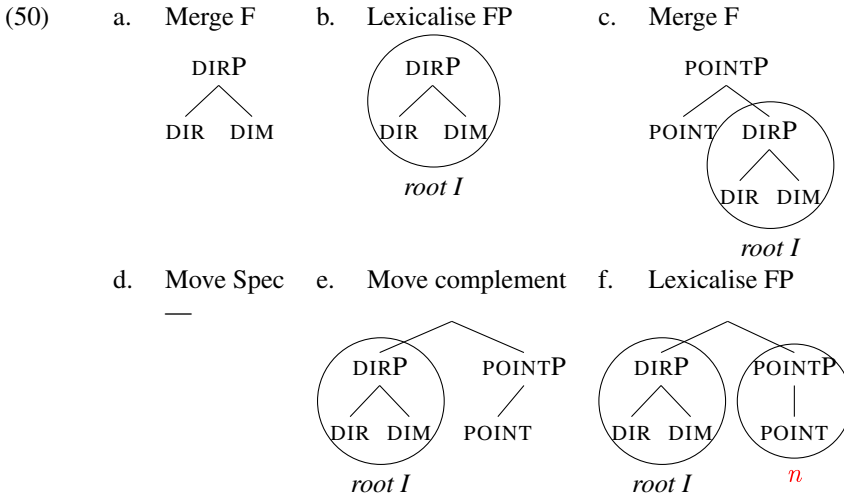 (50) a. Merge F b. Lexicalise FP c. Merge F
DIRP DIRP POINTP
DIR DIM DIR DIM POINT DIRP
root I DIR DIM
root I
d. Move Spec e. Move complement f. Lexicalise FP
—
DIRP POINTP DIRP POINTP
DIR DIM POINT DIR DIM POINT
root I root I n